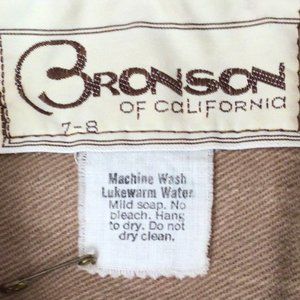 BRONSON
OF CALIFORNIA
7-8
Machine Wash
Lukewarm Water
Mild soap. No
bleach. Hang
to dry. Do not
dry clean.